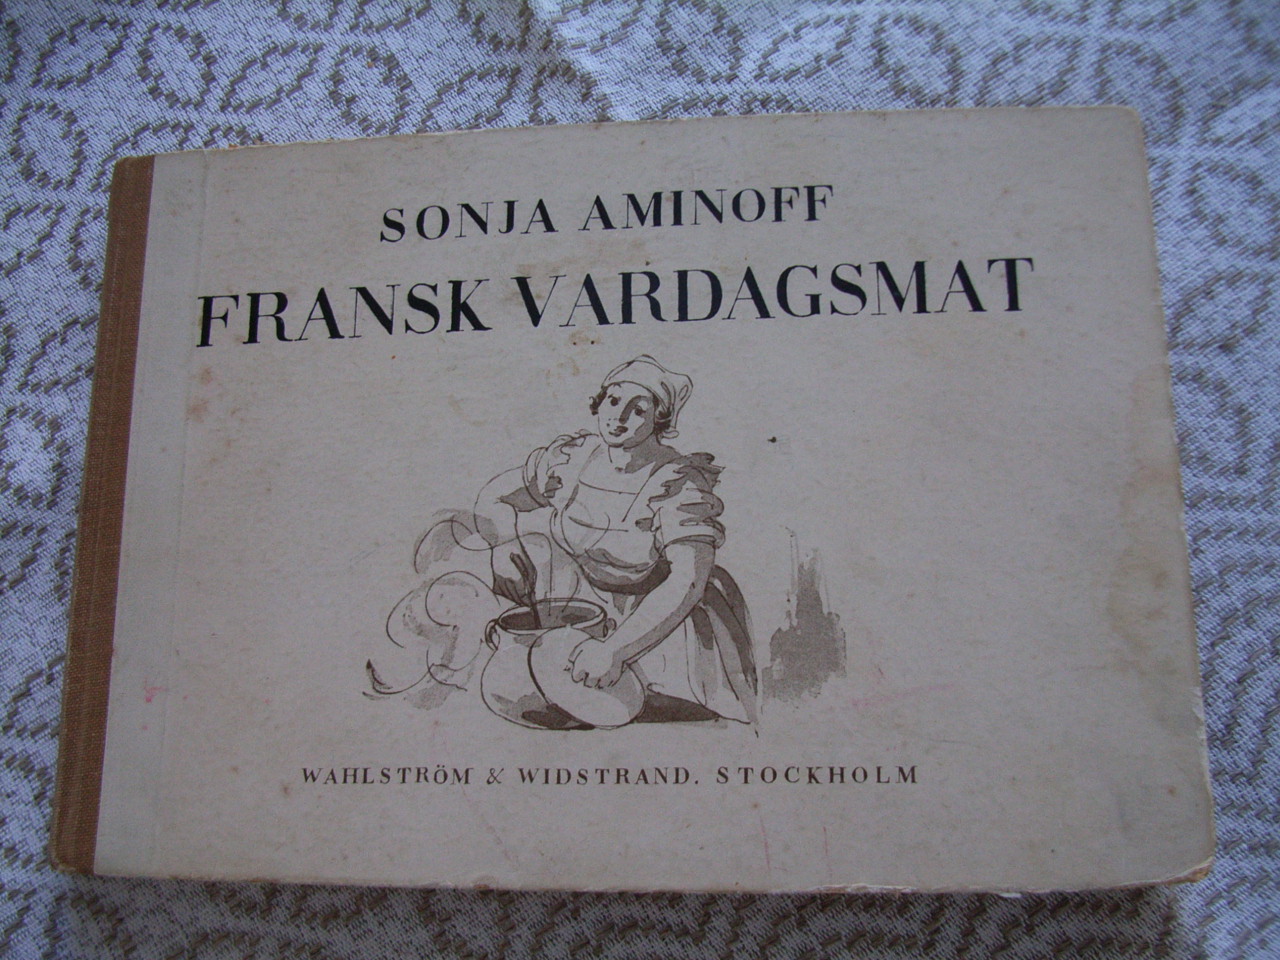 SONJA AMINOFF
FRANSK VARDAGSMAT
WAHLSTRÖM & WIDSTRAND. STOCKHOLM